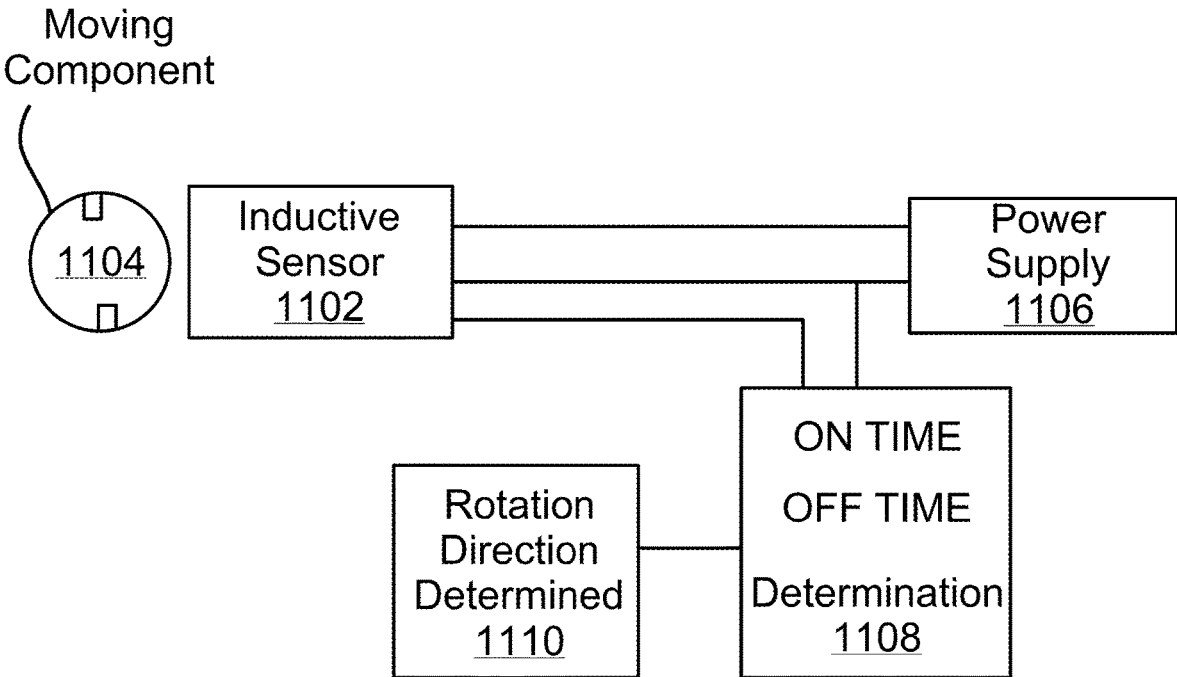 Moving
Component
1104
Inductive
Sensor
1102
Power
Supply
1106
ON TIME
OFF TIME
Determination
1108
Rotation
Direction
Determined
1110